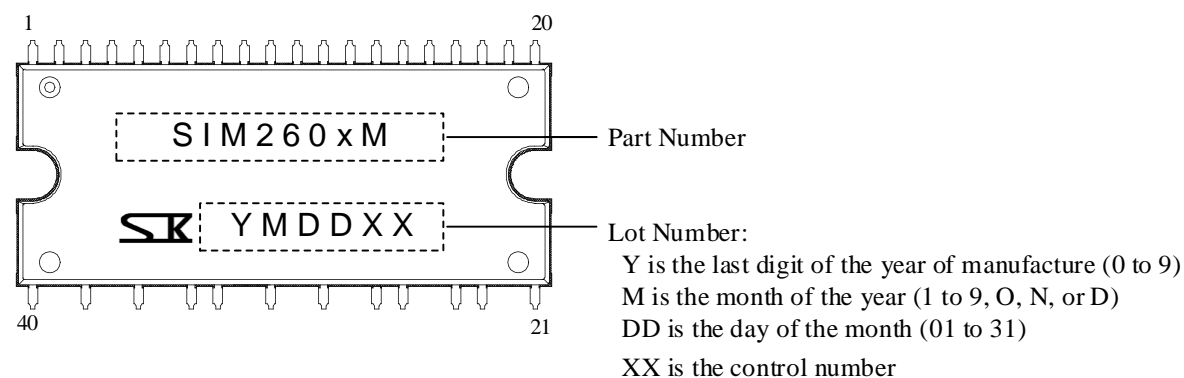 1 20
SIM260xM
Part Number
SK YMDDXX
Lot Number:
Y is the last digit of the year of manufacture (0 to 9)
M is the month of the year (1 to 9, O, N, or D)
DD is the day of the month (01 to 31)
40 21
XX is the control number